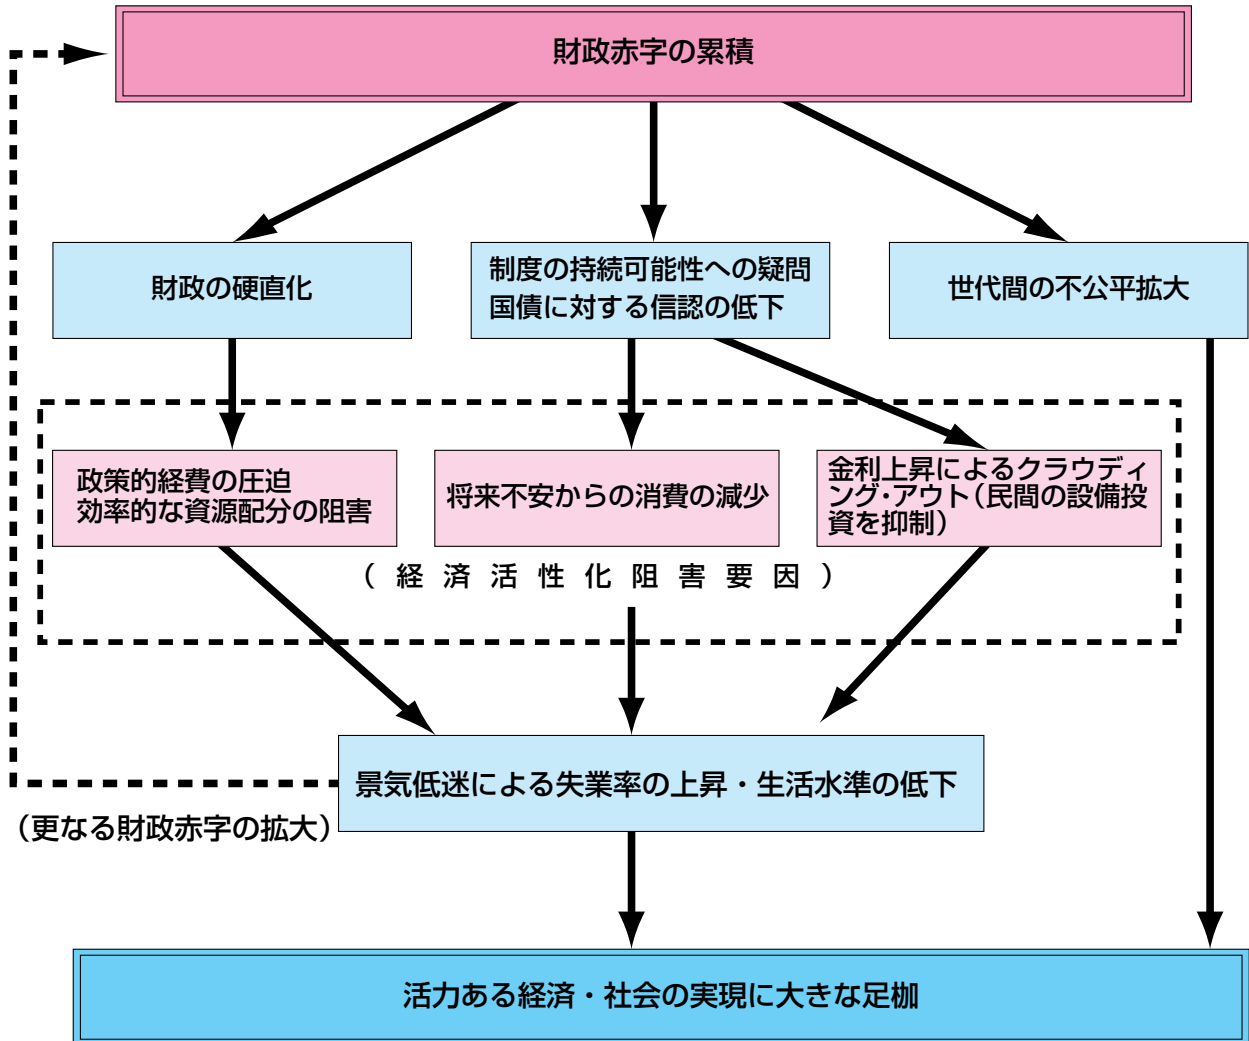 財政赤字の累積
財政の硬直化
制度の持続可能性への疑問
国債に対する信認の低下
世代間の不公平拡大
政策的経費の圧迫
効率的な資源配分の阻害
将来不安からの消費の減少
金利上昇によるクラウディ
ング・アウト（民間の設備投
資を抑制）
（経済活性化阻害要因）
景気低迷による失業率の上昇・生活水準の低下
（更なる財政赤字の拡大）
活力ある経済・社会の実現に大きな足枷